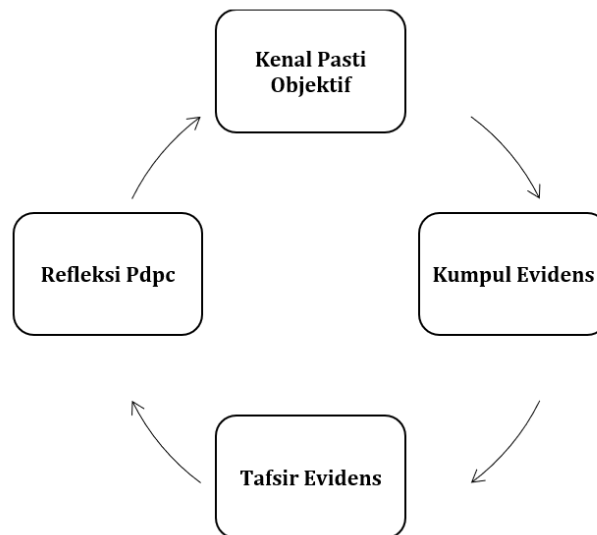 Kenal Pasti
Objektif
Kumpul Evidens
Tafsir Evidens
Refleksi Pdpc